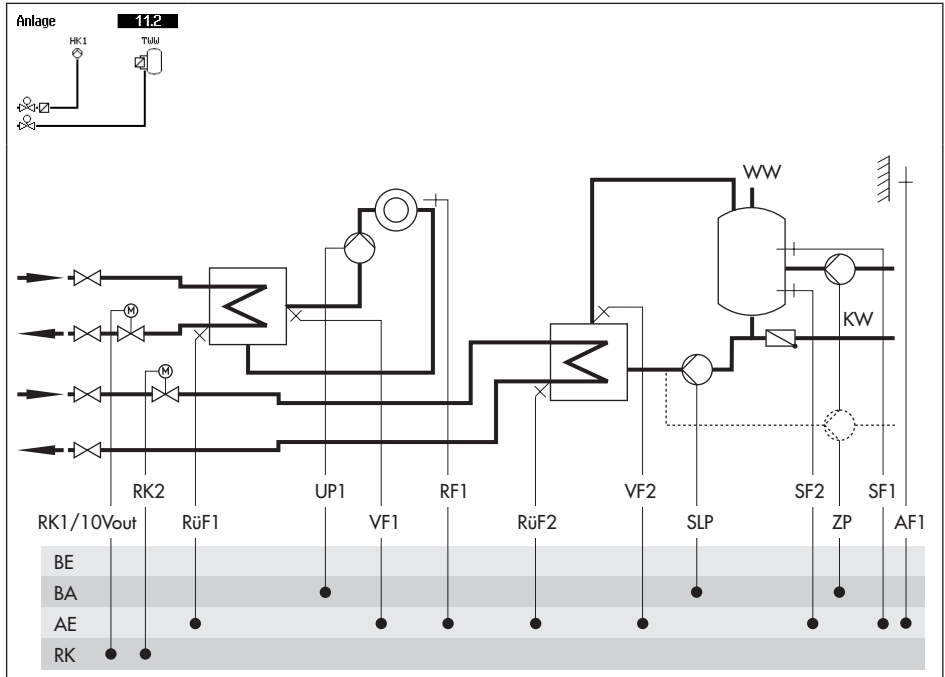 Anlage 11.2
HK1 TWW
WW
M
KW
M
RK2 UP1 RF1 VF2 SF2 SF1
RK1/10Vout RüF1 VF1 RüF2 SLP ZP AF1
BE
BA
AE
RK